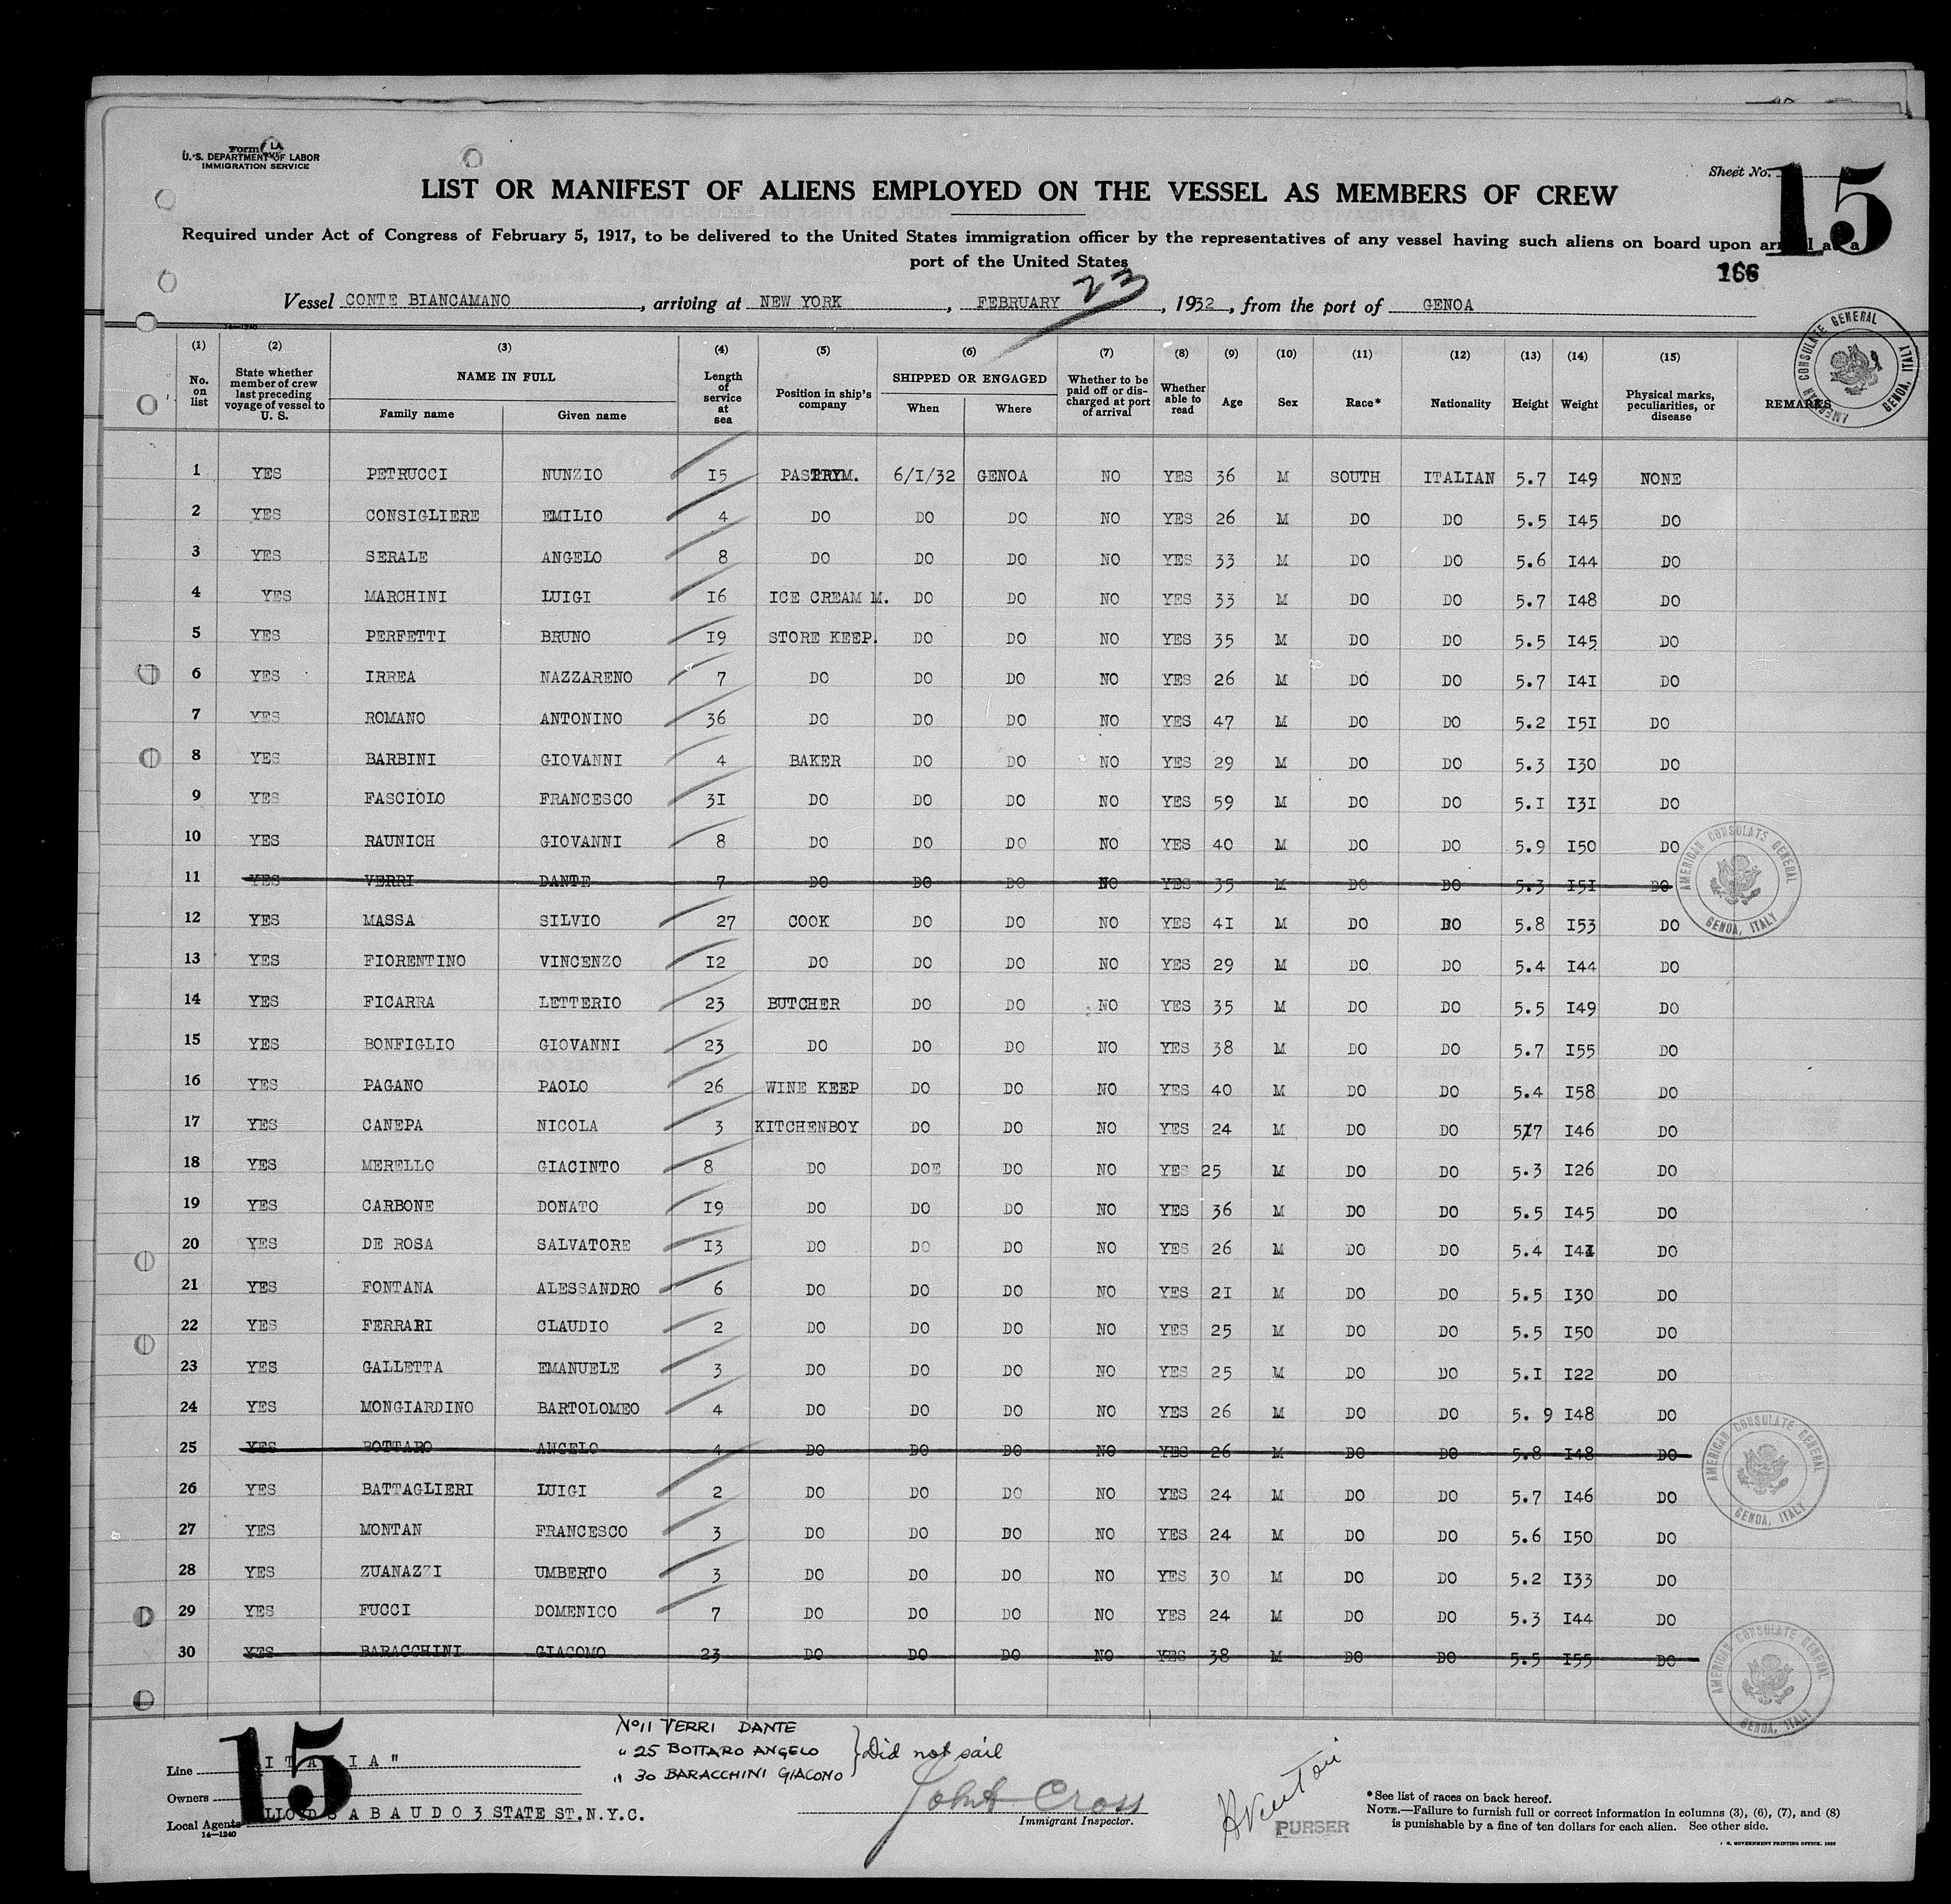 Form
U. S. DEPARTMENT OF LABOR
IMMIGRATION SERVICE
Sheet No. 15
LIST OR MANIFEST OF ALIENS EMPLOYED ON THE VESSEL AS MEMBERS OF CREW
Required under Act of Congress of February 5, 1917, to be delivered to the United States immigration officer by the representatives of any vessel having such aliens on board upon arrival at a
port of the United States
166
Vessel CONTE BIANCAMANO, arriving at NEW YORK, FEBRUARY 23, 1932, from the port of GENOA
AMERICAN CONSULATE GENERAL GENOA, ITALY
(1) (2) (3) (4) (5) (6) (7) (8) (9) (10) (11) (12) (13) (14) (15)
No. on list State whether member of crew last preceding voyage of vessel to U. S. NAME IN FULL Family name Given name Length of service at sea Position in ship's company SHIPPED OR ENGAGED When Where Whether to be paid off or discharged at port of arrival Whether able to read Age Sex Race* Nationality Height Weight Physical marks, peculiarities, or disease REMARKS
1 YES PETRUCCI NUNZIO I5 PASTRYM. 6/I/32 GENOA NO YES 36 M SOUTH ITALIAN 5.7 I49 NONE
2 YES CONSIGLIERE EMILIO 4 DO DO DO NO YES 26 M DO DO 5.5 I45 DO
3 YES SERALE ANGELO 8 DO DO DO NO YES 33 M DO DO 5.6 I44 DO
4 YES MARCHINI LUIGI I6 ICE CREAM M. DO DO NO YES 33 M DO DO 5.7 I48 DO
5 YES PERFETTI BRUNO I9 STORE KEEP. DO DO NO YES 35 M DO DO 5.5 I45 DO
6 YES IRREA NAZZARENO 7 DO DO DO NO YES 26 M DO DO 5.7 I4I DO
7 YES ROMANO ANTONINO 36 DO DO DO NO YES 47 M DO DO 5.2 I5I DO
8 YES BARBINI GIOVANNI 4 BAKER DO DO NO YES 29 M DO DO 5.3 I30 DO
9 YES FASCIOLO FRANCESCO 3I DO DO DO NO YES 59 M DO DO 5.I I3I DO
10 YES RAUNICH GIOVANNI 8 DO DO DO NO YES 40 M DO DO 5.9 I50 DO
11 YES VERRI DANTE 7 DO DO DO NO YES 35 M DO DO 5.3 I5I DO
AMERICAN CONSULATE GENERAL GENOA, ITALY
12 YES MASSA SILVIO 27 COOK DO DO NO YES 4I M DO DO 5.8 I53 DO
13 YES FIORENTINO VINCENZO I2 DO DO DO NO YES 29 M DO DO 5.4 I44 DO
14 YES FICARRA LETTERIO 23 BUTCHER DO DO NO YES 35 M DO DO 5.5 I49 DO
15 YES BONFIGLIO GIOVANNI 23 DO DO DO NO YES 38 M DO DO 5.7 I55 DO
16 YES PAGANO PAOLO 26 WINE KEEP DO DO NO YES 40 M DO DO 5.4 I58 DO
17 YES CANEPA NICOLA 3 KITCHENBOY DO DO NO YES 24 M DO DO 5.7 I46 DO
18 YES MERELLO GIACINTO 8 DO DOE DO NO YES 25 M DO DO 5.3 I26 DO
19 YES CARBONE DONATO I9 DO DO DO NO YES 36 M DO DO 5.5 I45 DO
20 YES DE ROSA SALVATORE I3 DO DO DO NO YES 26 M DO DO 5.4 DO
21 YES FONTANA ALESSANDRO 6 DO DO DO NO YES 2I M DO DO 5.5 I30 DO
22 YES FERRARI CLAUDIO 2 DO DO DO NO YES 25 M DO DO 5.5 I50 DO
23 YES GALLETTA EMANUELE 3 DO DO DO NO YES 25 M DO DO 5.I I22 DO
24 YES MONGIARDINO BARTOLOMEO 4 DO DO DO NO YES 26 M DO DO 5. 9 I48 DO
25 YES BOTTARO ANGELO 4 DO DO DO NO YES 26 M DO DO 5.8 I48 DO
AMERICAN CONSULATE GENERAL GENOA, ITALY
26 YES BATTAGLIERI LUIGI 2 DO DO DO NO YES 24 M DO DO 5.7 I46 DO
27 YES MONTAN FRANCESCO 3 DO DO DO NO YES 24 M DO DO 5.6 I50 DO
28 YES ZUANAZZI UMBERTO 3 DO DO DO NO YES 30 M DO DO 5.2 I33 DO
29 YES FUCCI DOMENICO 7 DO DO DO NO YES 24 M DO DO 5.3 I44 DO
30 YES BARACCHINI GIACOMO 23 DO DO DO NO YES 38 M DO DO 5.5 I55 DO
AMERICAN CONSULATE GENERAL GENOA, ITALY
15
No 11 VERRI DANTE
" 25 BOTTARO ANGELO } Did not sail
" 30 BARACCHINI GIACOMO
Line "I T A L I A"
Owners
Local Agents LLOYD S A B A U D O 3 STATE ST. N.Y.C.
14—1240
John Cross
Immigrant Inspector.
PURSER
* See list of races on back hereof.
NOTE.—Failure to furnish full or correct information in columns (3), (6), (7), and (8)
is punishable by a fine of ten dollars for each alien. See other side.
U. S. GOVERNMENT PRINTING OFFICE: 1929